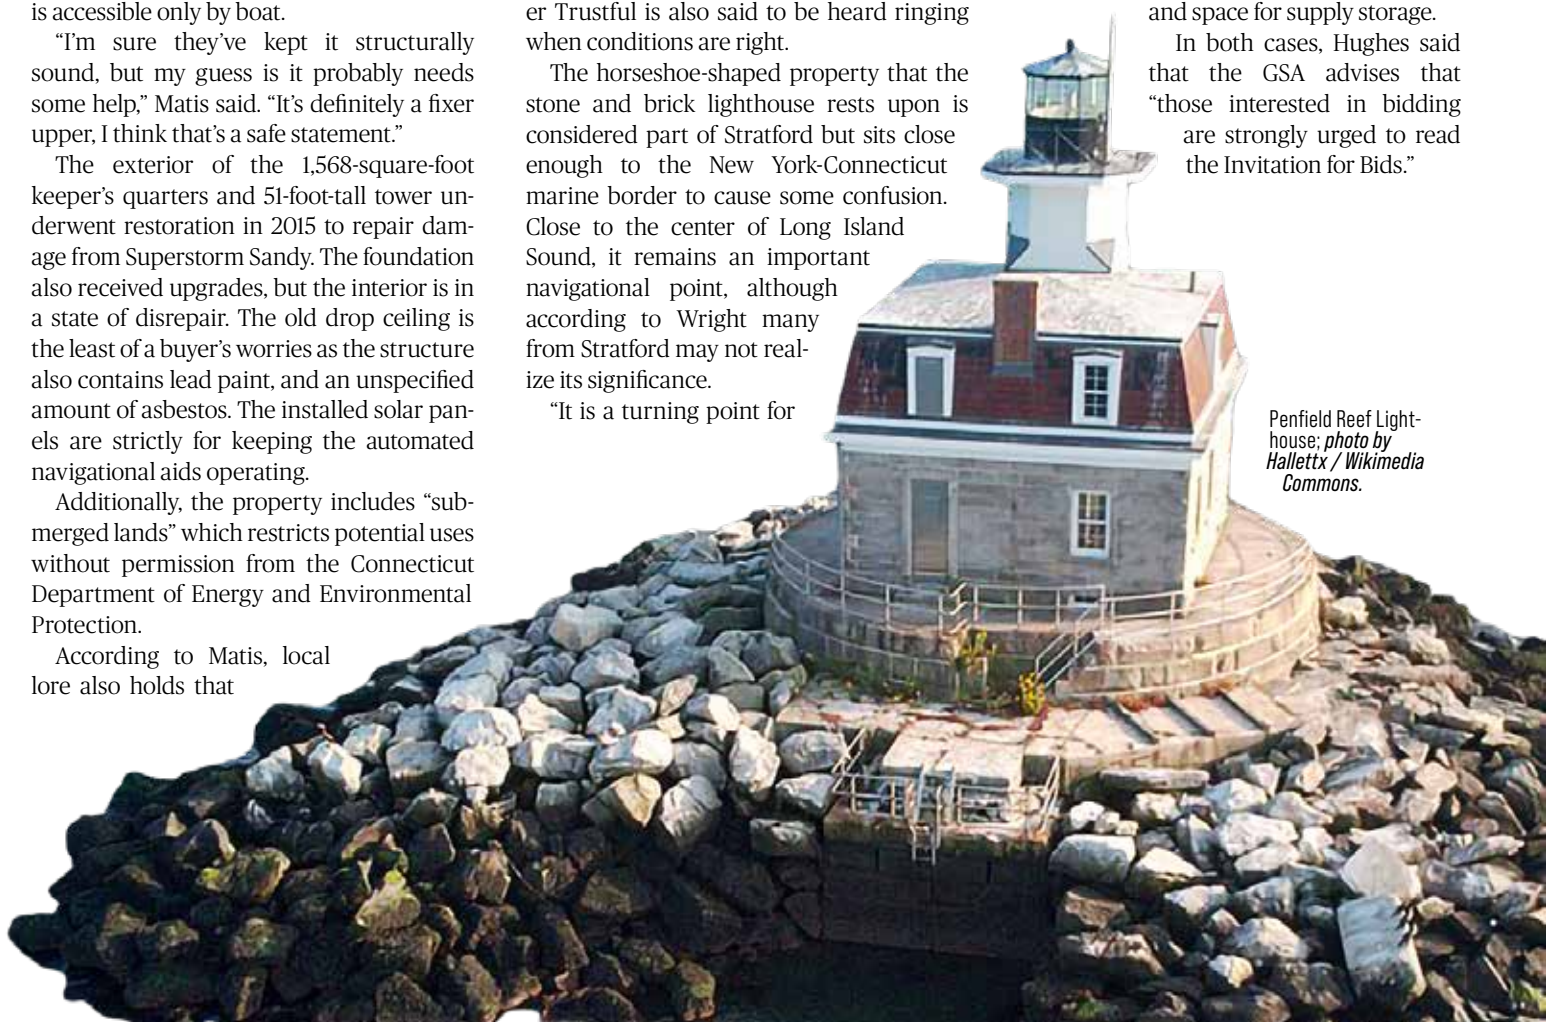 is accessible only by boat.
“I’m sure they’ve kept it structurally
sound, but my guess is it probably needs
some help,” Matis said. “It’s definitely a fixer
upper, I think that’s a safe statement.”
The exterior of the 1,568-square-foot
keeper’s quarters and 51-foot-tall tower un-
derwent restoration in 2015 to repair dam-
age from Superstorm Sandy. The foundation
also received upgrades, but the interior is in
a state of disrepair. The old drop ceiling is
the least of a buyer’s worries as the structure
also contains lead paint, and an unspecified
amount of asbestos. The installed solar pan-
els are strictly for keeping the automated
navigational aids operating.
Additionally, the property includes “sub-
merged lands” which restricts potential uses
without permission from the Connecticut
Department of Energy and Environmental
Protection.
According to Matis, local
lore also holds that
er Trustful is also said to be heard ringing
when conditions are right.
The horseshoe-shaped property that the
stone and brick lighthouse rests upon is
considered part of Stratford but sits close
enough to the New York-Connecticut
marine border to cause some confusion.
Close to the center of Long Island
Sound, it remains an important
navigational point, although
according to Wright many
from Stratford may not real-
ize its significance.
“It is a turning point for
and space for supply storage.
In both cases, Hughes said
that the GSA advises that
“those interested in bidding
are strongly urged to read
the Invitation for Bids.”
Penfield Reef Light-
house; photo by
Hallettx / Wikimedia
Commons.